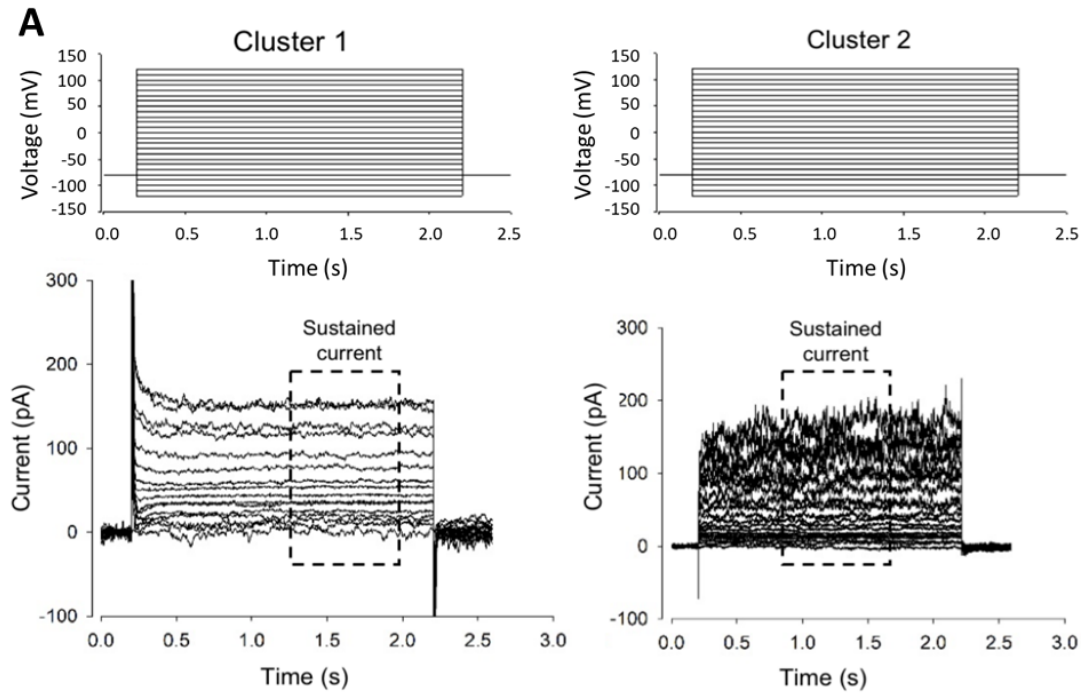 A
Cluster 1
Voltage (mV)
150
100
50
0
-50
-100
-150
0.0 0.5 1.0 1.5 2.0 2.5
Time (s)
Cluster 2
Voltage (mV)
150
100
50
0
-50
-100
-150
0.0 0.5 1.0 1.5 2.0 2.5
Time (s)
Current (pA)
300
200
100
0
-100
Sustained
current
0.0 0.5 1.0 1.5 2.0 3.0
Time (s)
Current (pA)
300
200
100
0
-100
Sustained
current
0.0 0.5 1.0 1.5 2.0 3.0
Time (s)